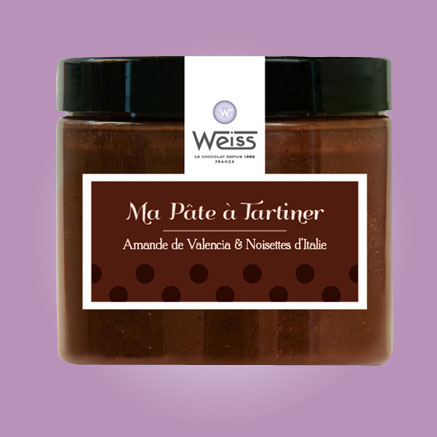 W
Weiss
LE CHOCOLAT DEPUIS 1882
FRANCE
Ma Pâte à Tartiner
Amande de Valencia & Noisettes d'Italie